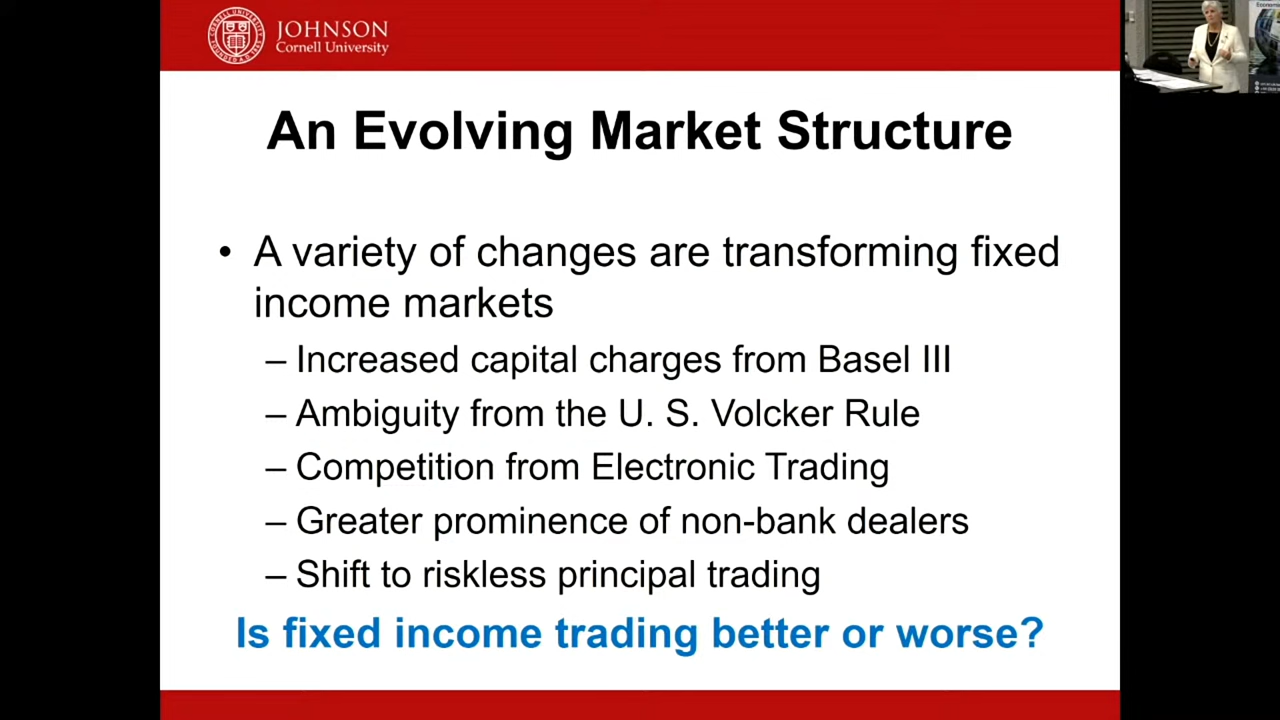 JOHNSON
Cornell University
An Evolving Market Structure
• A variety of changes are transforming fixed
income markets
– Increased capital charges from Basel III
– Ambiguity from the U. S. Volcker Rule
– Competition from Electronic Trading
– Greater prominence of non-bank dealers
– Shift to riskless principal trading
Is fixed income trading better or worse?